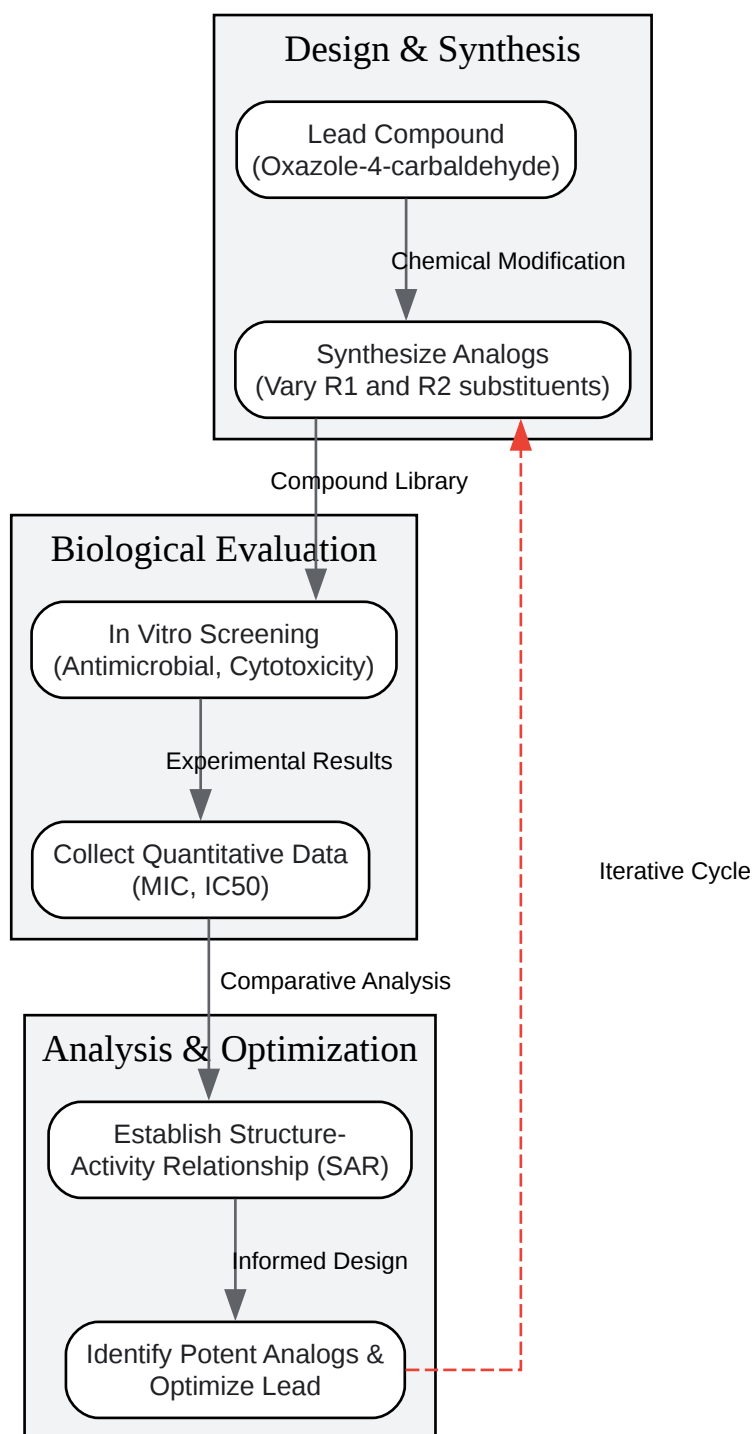 Design & Synthesis
Lead Compound
(Oxazole-4-carbaldehyde)
Chemical Modification
Synthesize Analogs
(Vary R1 and R2 substituents)
Compound Library
Biological Evaluation
In Vitro Screening
(Antimicrobial, Cytotoxicity)
Experimental Results
Collect Quantitative Data
(MIC, IC50)
Iterative Cycle
Comparative Analysis
Analysis & Optimization
Establish Structure-
Activity Relationship (SAR)
Informed Design
Identify Potent Analogs &
Optimize Lead